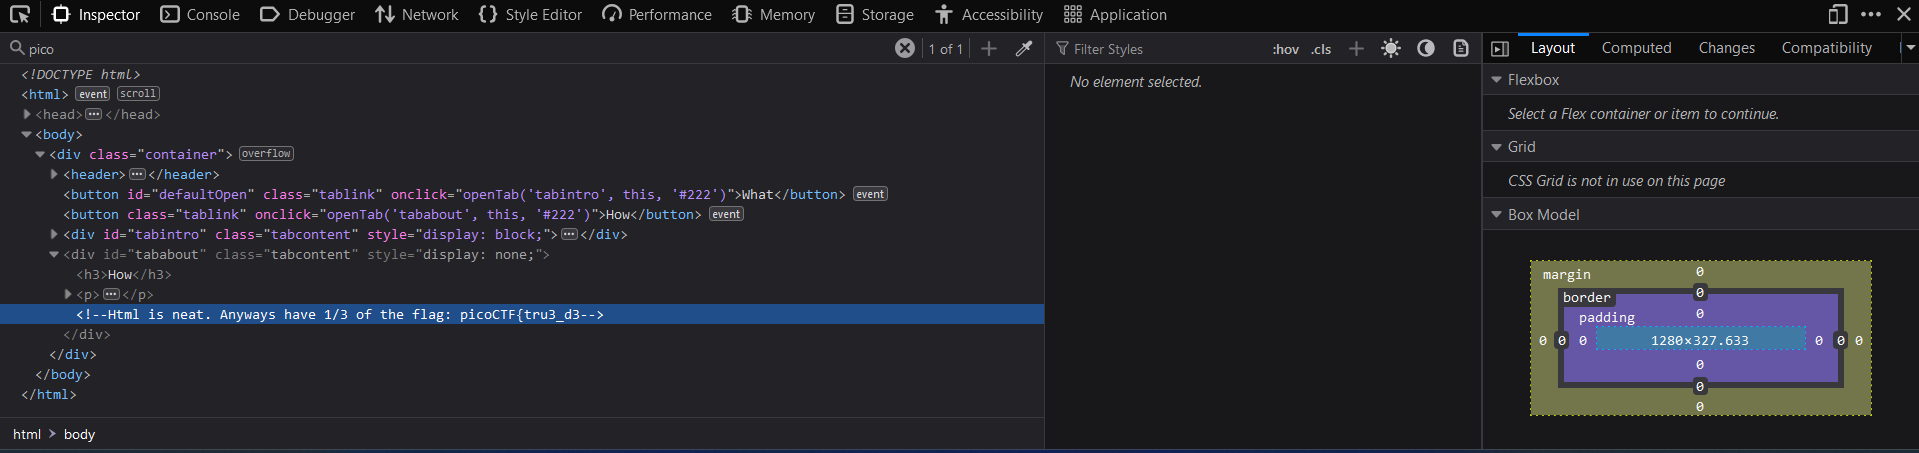 Inspector Console Debugger Network Style Editor Performance Memory Storage Accessibility Application
pico 1 of 1
Filter Styles :hov .cls
Layout Computed Changes Compatibility
<!DOCTYPE html>
<html> event scroll
<head> ... </head>
<body>
<div class="container"> overflow
<header> ... </header>
<button id="defaultOpen" class="tablink" onclick="openTab('tabintro', this, '#222')">What</button> event
<button class="tablink" onclick="openTab('tababout', this, '#222')">How</button> event
<div id="tabintro" class="tabcontent" style="display: block;"> ... </div>
<div id="tababout" class="tabcontent" style="display: none;">
<h3>How</h3>
<p> ... </p>
<!--Html is neat. Anyways have 1/3 of the flag: picoCTF{tru3_d3-->
</div>
</div>
</body>
</html>
html > body
No element selected.
Flexbox
Select a Flex container or item to continue.
Grid
CSS Grid is not in use on this page
Box Model
margin 0
border 0
padding 0
0 0 0 1280×327.633 0 0 0
0
0
0